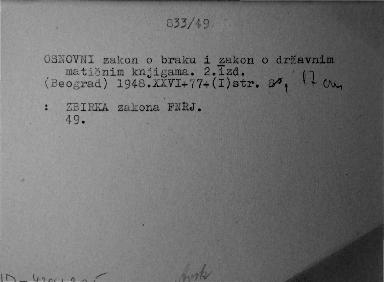 833/49
OSNOVNI zakon o braku i zakon o državnim
matičnim knjigama. 2.izd.
(Beograd) 1948.XXVI+77+(I)str. 8°, 17 cm,
: ZBIRKA zakona FNRJ.
49.